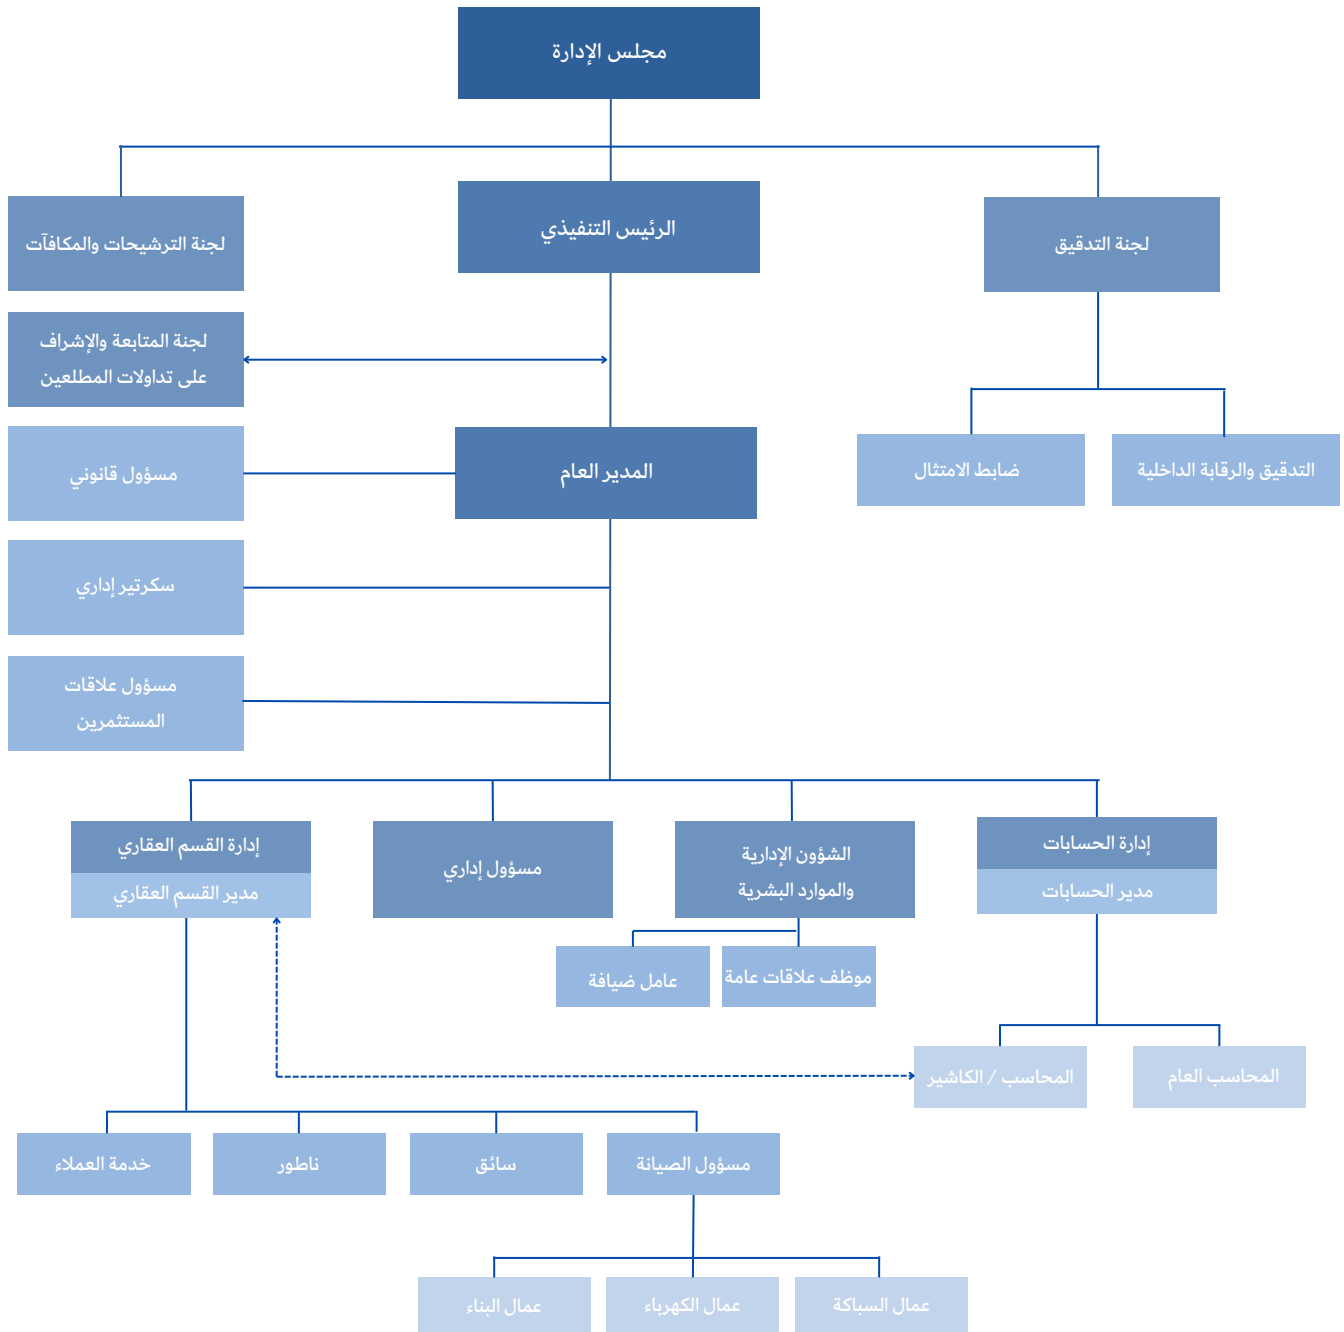 مجلس الإدارة
الرئيس التنفيذي
لجنة التدقيق
لجنة الترشيحات والمكافآت
لجنة المتابعة والإشراف
على تداولات المطلعين
المدير العام
التدقيق والرقابة الداخلية
ضابط الامتثال
مسؤول قانوني
سكرتير إداري
مسؤول علاقات
المستثمرين
إدارة الحسابات
مدير الحسابات
الشؤون الإدارية
والموارد البشرية
مسؤول إداري
إدارة القسم العقاري
مدير القسم العقاري
موظف علاقات عامة
عامل ضيافة
المحاسب العام
المحاسب / الكاشير
مسؤول الصيانة
سائق
ناطور
خدمة العملاء
عمال السباكة
عمال الكهرباء
عمال البناء